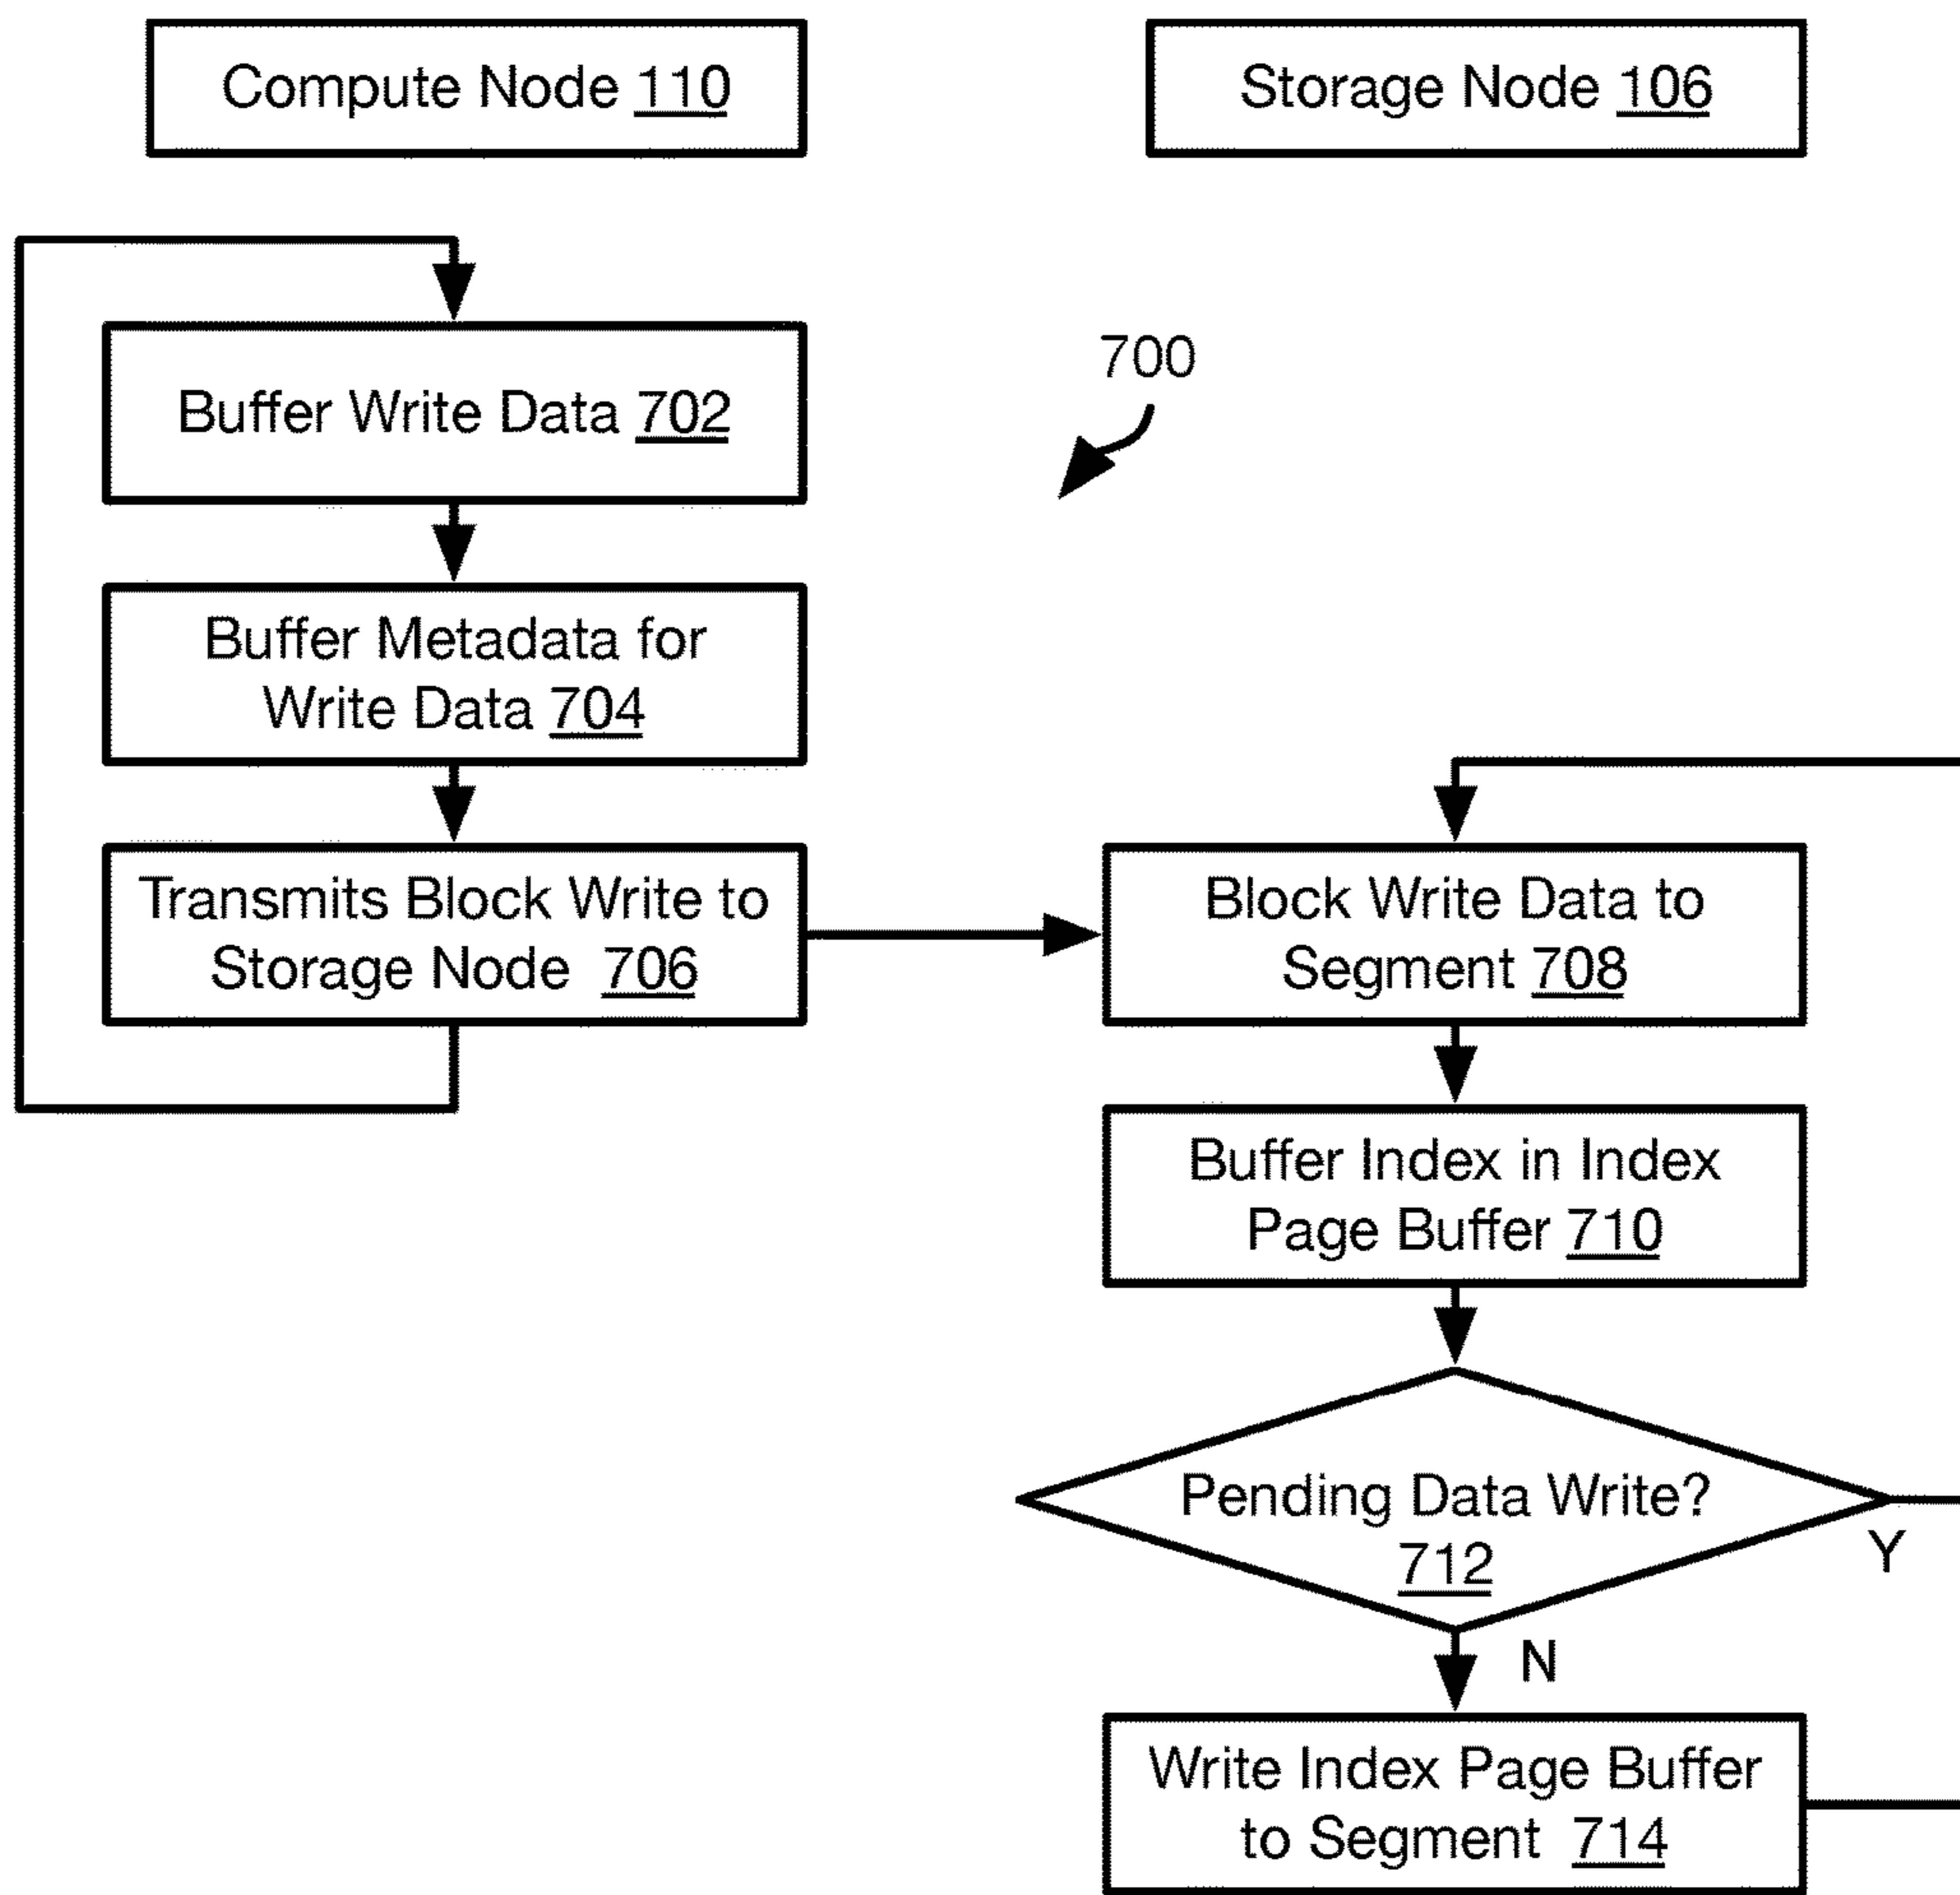 Compute Node 110
Storage Node 106
700
Buffer Write Data 702
Buffer Metadata for
Write Data 704
Transmits Block Write to
Storage Node 706
Block Write Data to
Segment 708
Buffer Index in Index
Page Buffer 710
Pending Data Write?
712
Y
N
Write Index Page Buffer
to Segment 714